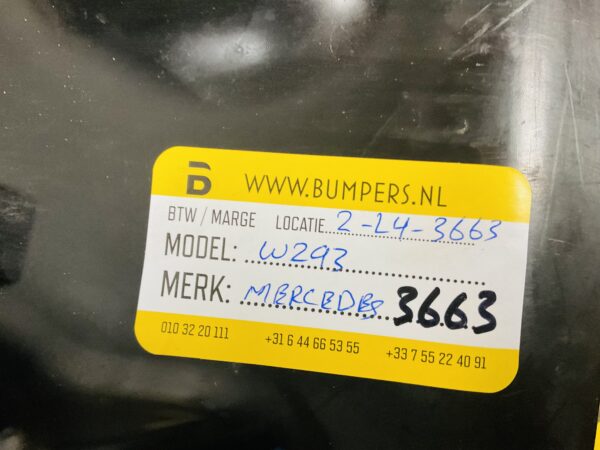 B WWW.BUMPERS.NL
BTW / MARGE LOCATIE 2-L4-3663
MODEL: W293
MERK: MERCEDES 3663
010 32 20 111 +31 6 44 66 53 55 +33 7 55 22 40 91